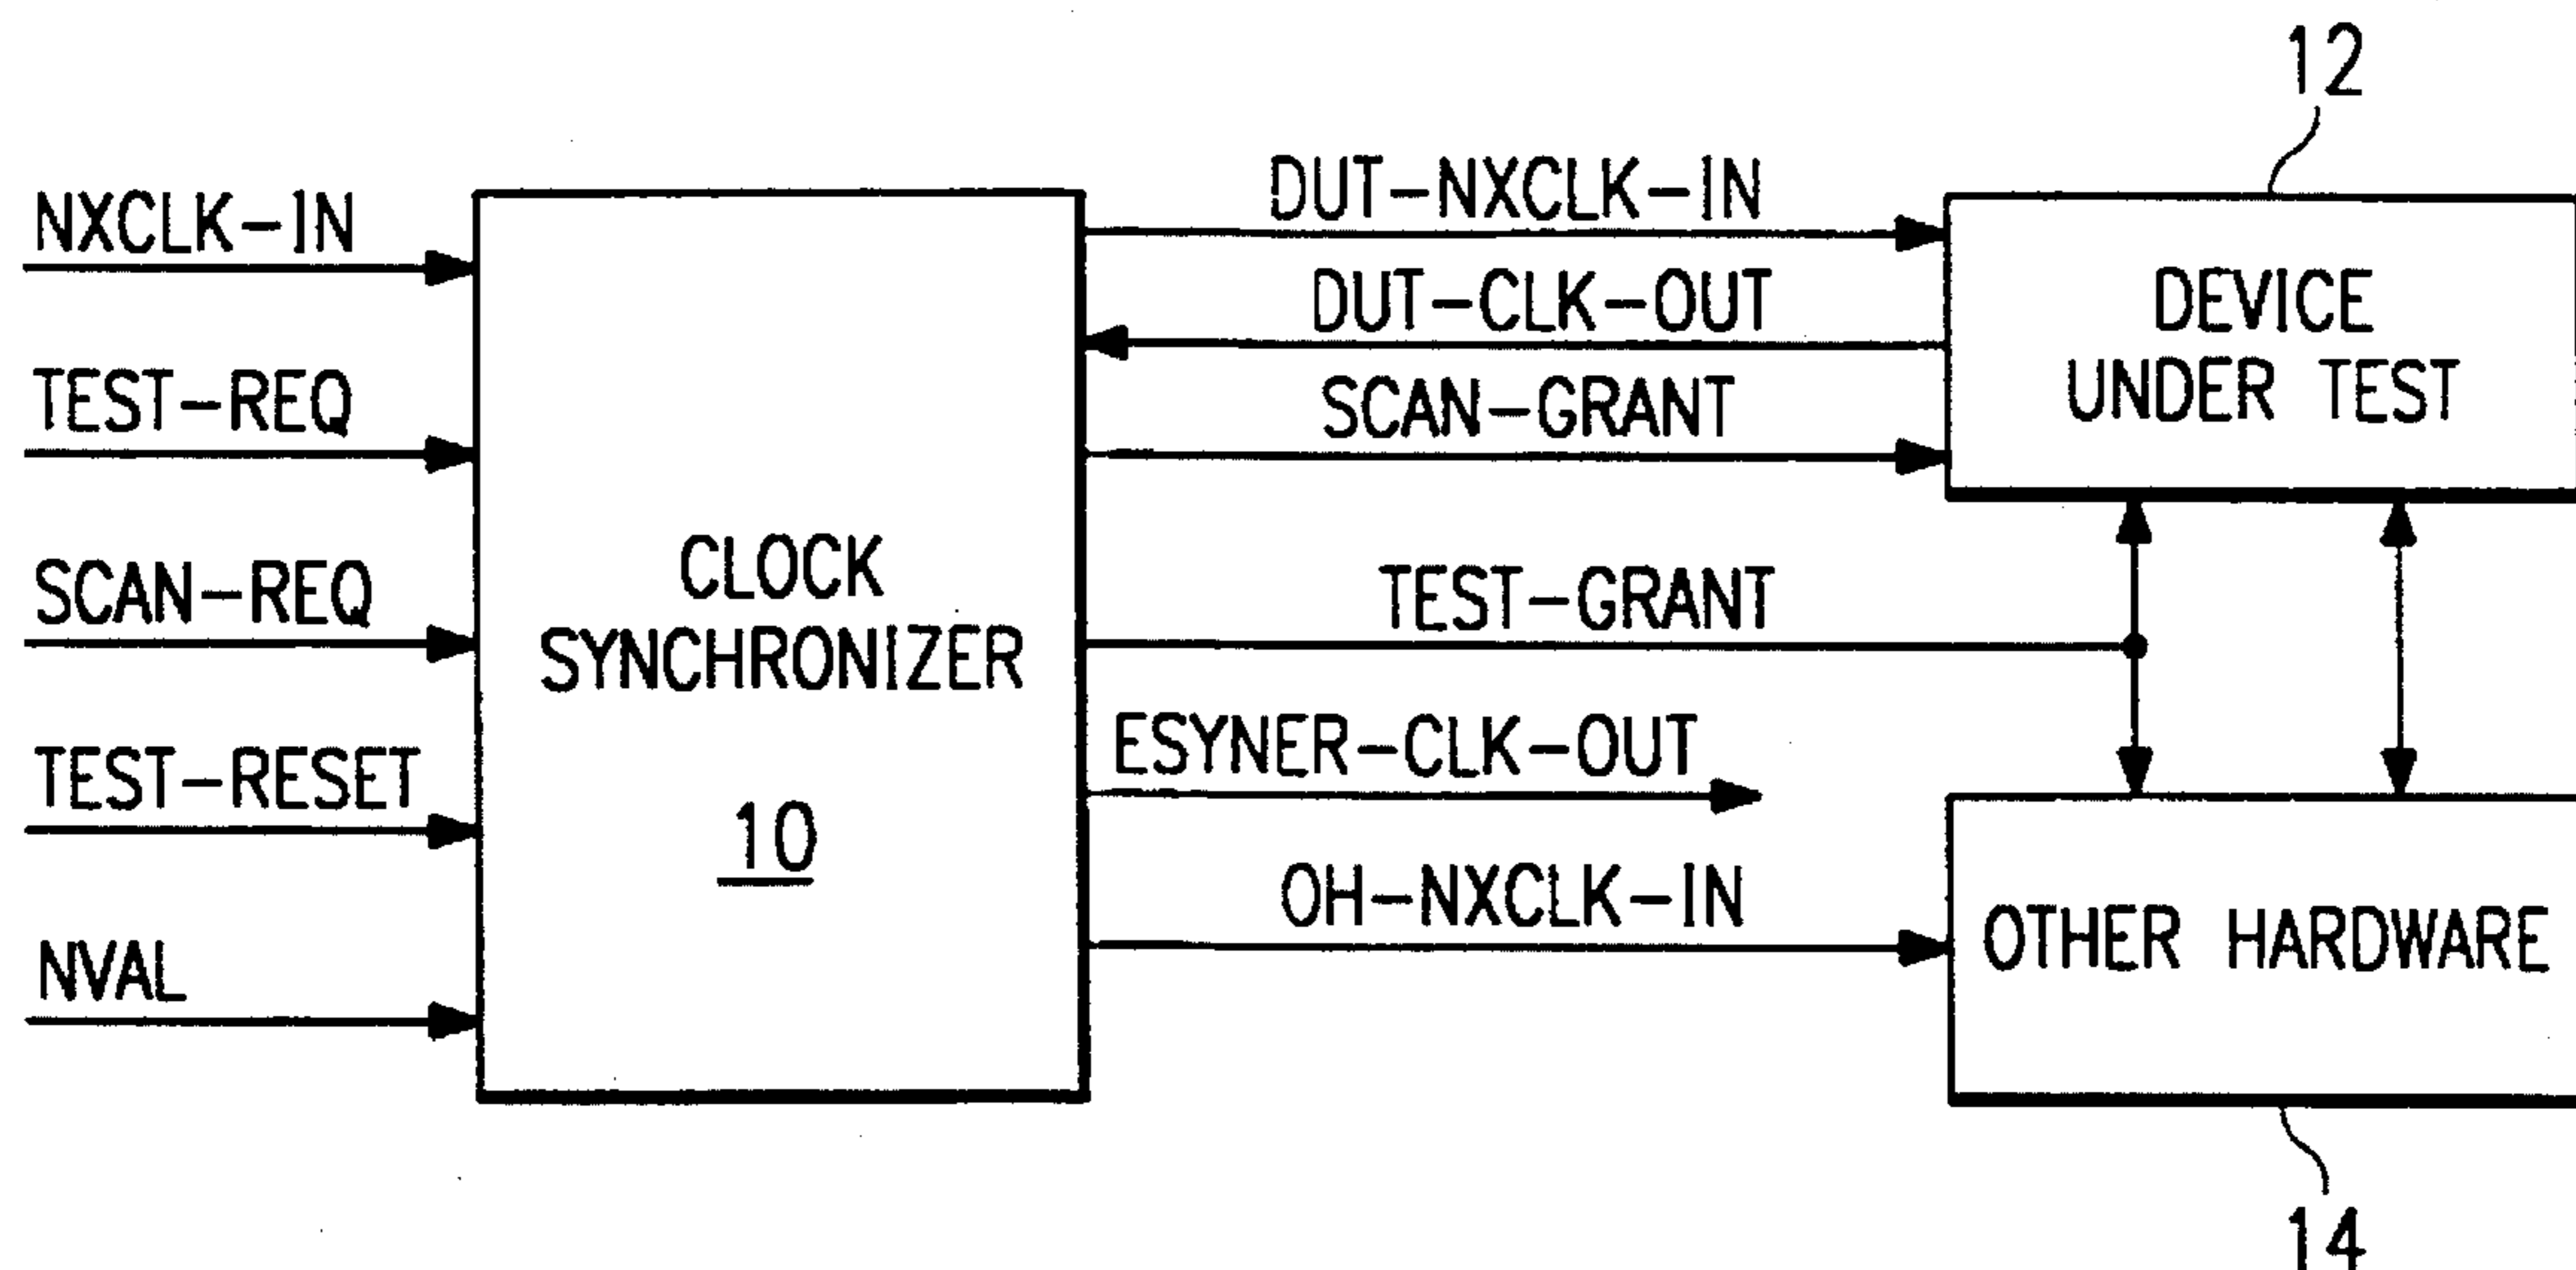 12
NXCLK-IN
TEST-REQ
SCAN-REQ
TEST-RESET
NVAL
CLOCK
SYNCHRONIZER
10
DUT-NXCLK-IN
DUT-CLK-OUT
SCAN-GRANT
TEST-GRANT
ESYNER-CLK-OUT
OH-NXCLK-IN
DEVICE
UNDER TEST
OTHER HARDWARE
14